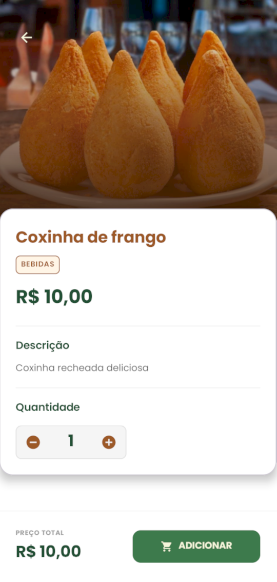 Coxinha de frango
BEBIDAS
R$ 10,00
Descrição
Coxinha recheada deliciosa
Quantidade
1
PREÇO TOTAL
R$ 10,00
ADICIONAR